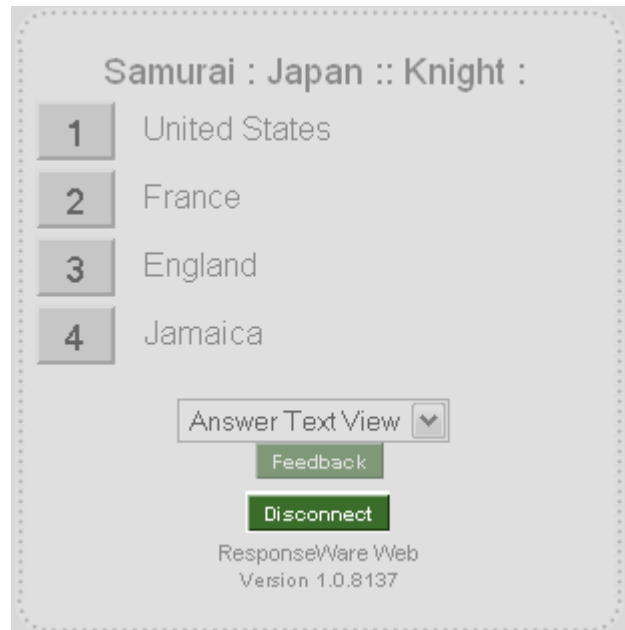 Samurai : Japan :: Knight :
1 United States
2 France
3 England
4 Jamaica
Answer Text View
Feedback
Disconnect
ResponseWare Web
Version 1.0.8137